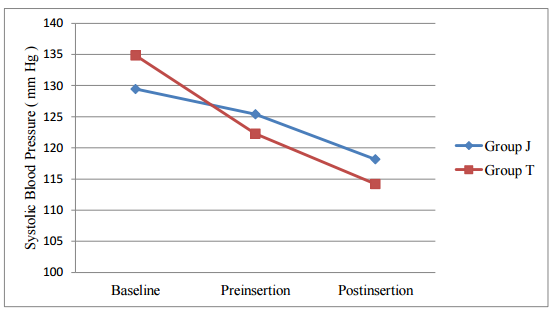 140
135
130
125
120
115
110
105
100
Systolic Blood Pressure ( mm Hg )
Baseline Preinsertion Postinsertion
Group J
Group T